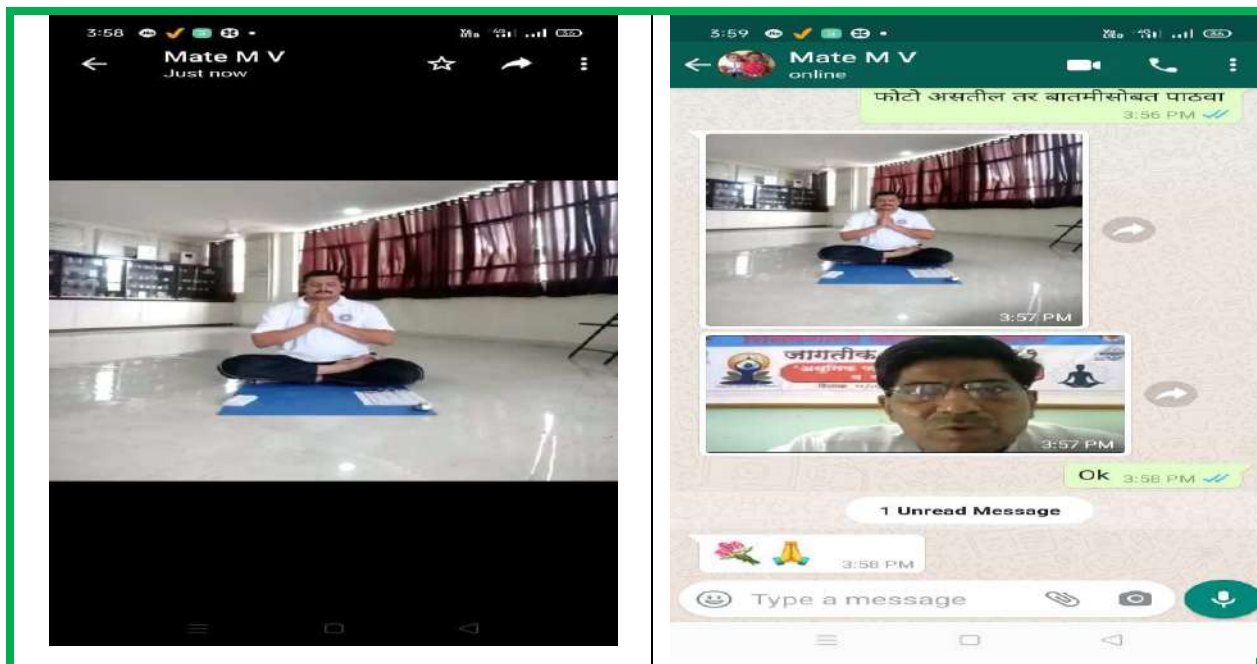 3:58
Mate M V
Just now
3:59
Mate M V
online
फोटो असतील तर बातमीसोबत पाठवा
3:56 PM
3:57 PM
जागतीक
3:57 PM
Ok 3:58 PM
1 Unread Message
3:58 PM
Type a message